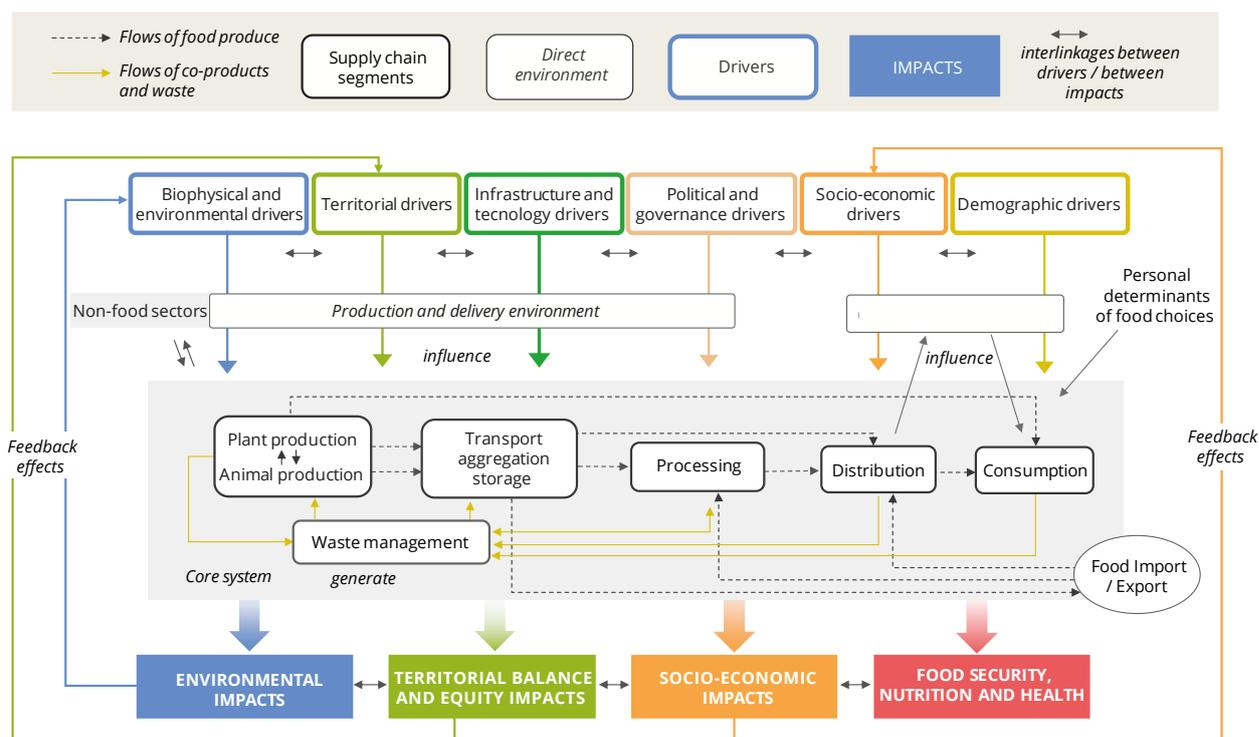 Flows of food produce
Flows of co-products
and waste
Supply chain
segments
Direct
environment
Drivers
IMPACTS
interlinkages between
drivers / between
impacts
Biophysical and
environmental drivers
Territorial drivers
Infrastructure and
tecnology drivers
Political and
governance drivers
Socio-economic
drivers
Demographic drivers
Non-food sectors
Production and delivery environment
Personal
determinants
of food choices
influence
influence
Feedback
effects
Feedback
effects
Plant production
Animal production
Transport
aggregation
storage
Processing
Distribution
Consumption
Waste management
Core system
generate
Food Import
/ Export
ENVIRONMENTAL
IMPACTS
TERRITORIAL BALANCE
AND EQUITY IMPACTS
SOCIO-ECONOMIC
IMPACTS
FOOD SECURITY,
NUTRITION AND HEALTH